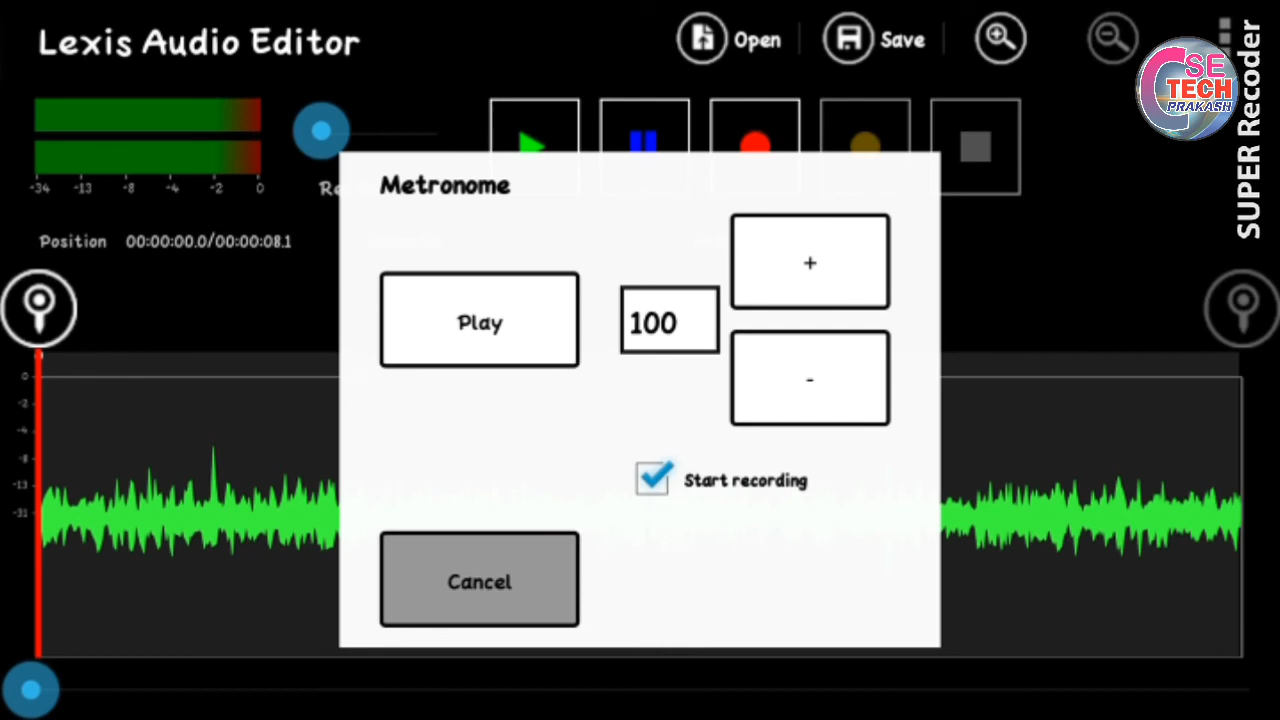 Lexis Audio Editor
Open
Save
SUPER Recoder
CSE
TECH
PRAKASH
-34 -13 -8 -4 -2 0
Position 00:00:00.0/00:00:08.1
Metronome
Play
100
+
-
Start recording
Cancel
0
-2
-4
-8
-13
-31